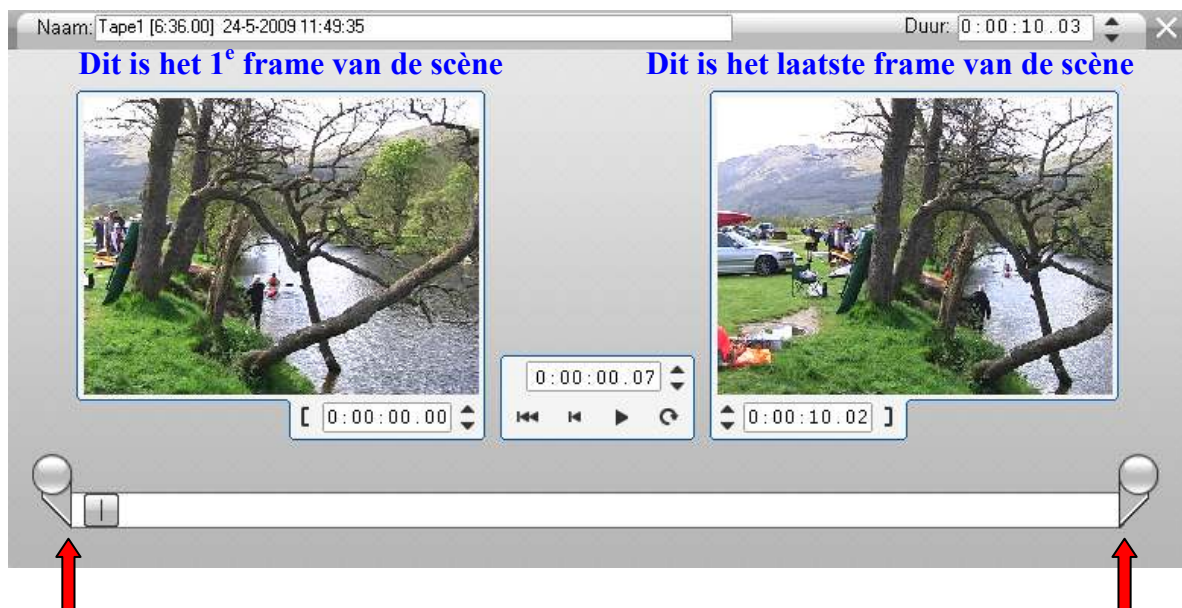 Naam: Tape1 [6:36.00] 24-5-2009 11:49:35 Duur: 0:00:10.03
Dit is het 1e frame van de scène Dit is het laatste frame van de scène
0:00:00.07
[ 0:00:00.00 0:00:10.02 ]